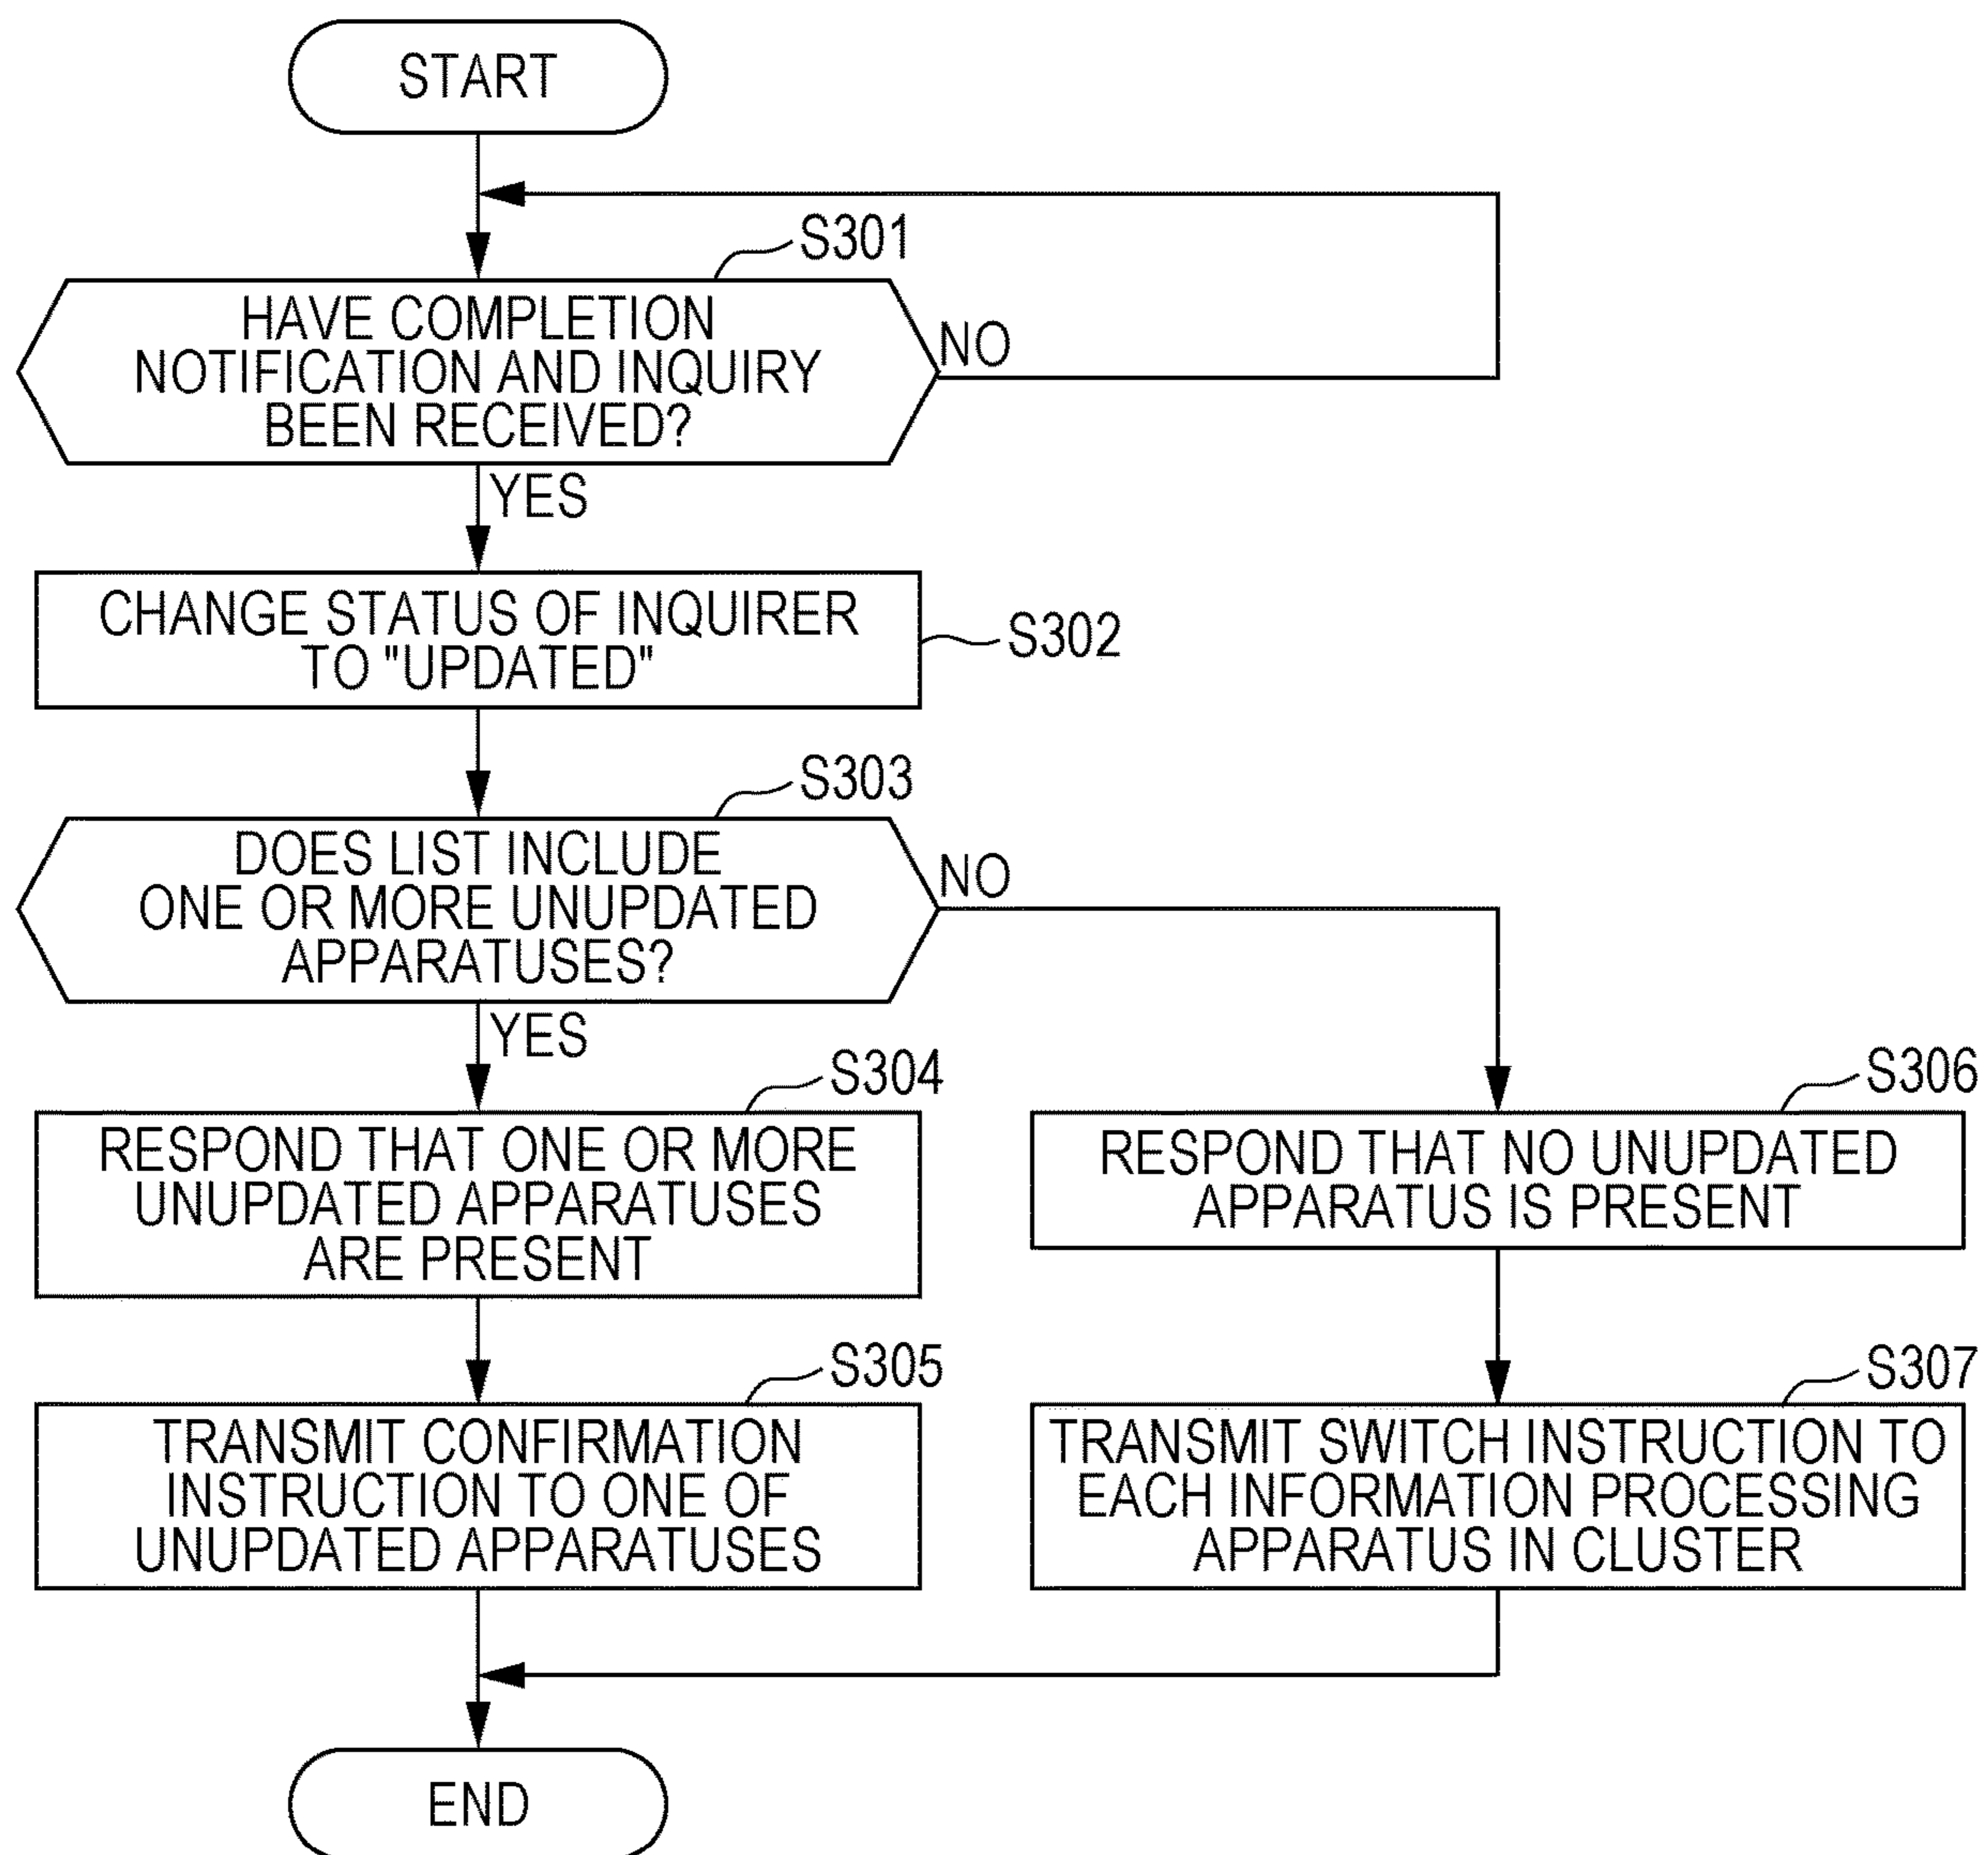 START
S301
HAVE COMPLETION
NOTIFICATION AND INQUIRY
BEEN RECEIVED?
NO
YES
CHANGE STATUS OF INQUIRER
TO "UPDATED"
S302
S303
DOES LIST INCLUDE
ONE OR MORE UNUPDATED
APPARATUSES?
NO
YES
S304
RESPOND THAT ONE OR MORE
UNUPDATED APPARATUSES
ARE PRESENT
S306
RESPOND THAT NO UNUPDATED
APPARATUS IS PRESENT
S305
TRANSMIT CONFIRMATION
INSTRUCTION TO ONE OF
UNUPDATED APPARATUSES
S307
TRANSMIT SWITCH INSTRUCTION TO
EACH INFORMATION PROCESSING
APPARATUS IN CLUSTER
END